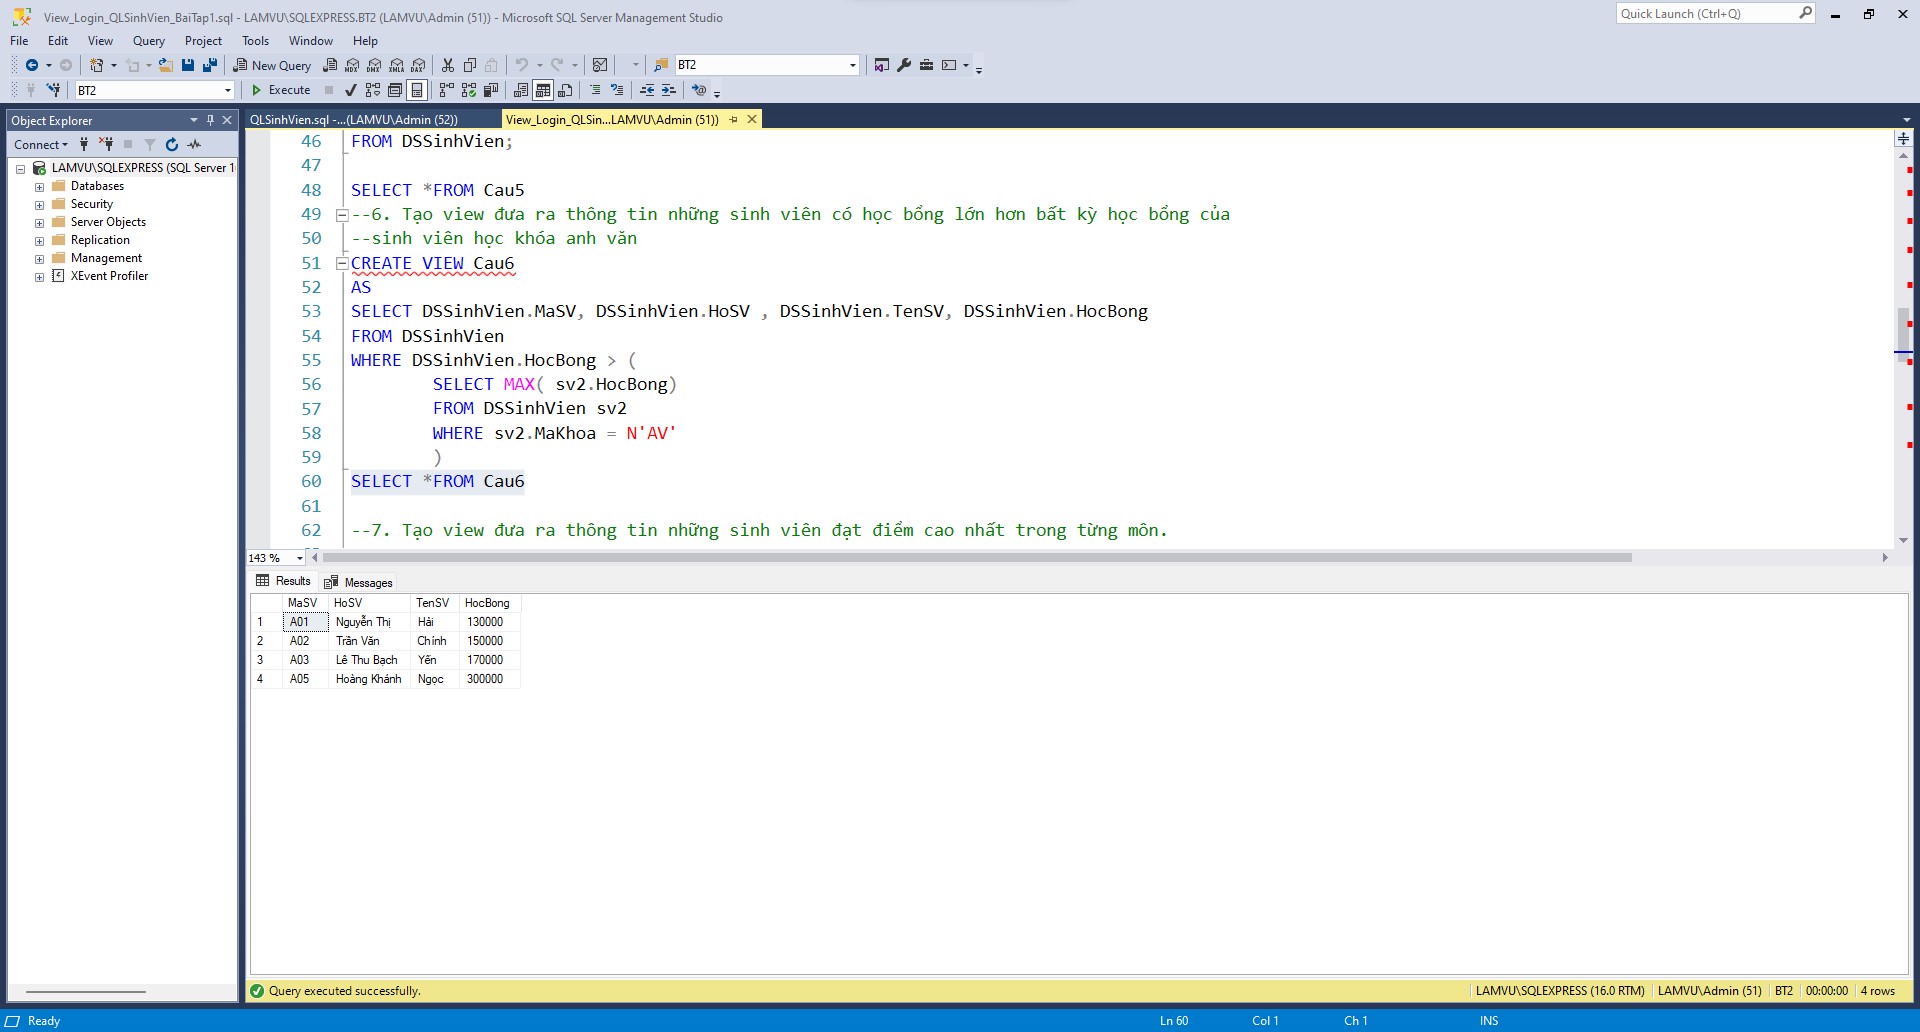 View_Login_QLSinhVien_BaiTap1.sql - LAMVU\SQLEXPRESS.BT2 (LAMVU\Admin (51)) - Microsoft SQL Server Management Studio
Quick Launch (Ctrl+Q)
File Edit View Query Project Tools Window Help
New Query
MDX DMX XMLA DAX
BT2
BT2
Execute
Object Explorer
QLSinhVien.sql -...(LAMVU\Admin (52))
View_Login_QLSin...LAMVU\Admin (51))
Connect
LAMVU\SQLEXPRESS (SQL Server 1
Databases
Security
Server Objects
Replication
Management
XEvent Profiler
46 FROM DSSinhVien;
47
48 SELECT *FROM Cau5
49 --6. Tạo view đưa ra thông tin những sinh viên có học bổng lớn hơn bất kỳ học bổng của
50 --sinh viên học khóa anh văn
51 CREATE VIEW Cau6
52 AS
53 SELECT DSSinhVien.MaSV, DSSinhVien.HoSV , DSSinhVien.TenSV, DSSinhVien.HocBong
54 FROM DSSinhVien
55 WHERE DSSinhVien.HocBong > (
56 SELECT MAX( sv2.HocBong)
57 FROM DSSinhVien sv2
58 WHERE sv2.MaKhoa = N'AV'
59 )
60 SELECT *FROM Cau6
61
62 --7. Tạo view đưa ra thông tin những sinh viên đạt điểm cao nhất trong từng môn.
143 %
Results Messages
MaSV HoSV TenSV HocBong
1 A01 Nguyễn Thị Hải 130000
2 A02 Trần Văn Chính 150000
3 A03 Lê Thu Bạch Yến 170000
4 A05 Hoàng Khánh Ngọc 300000
Query executed successfully.
LAMVU\SQLEXPRESS (16.0 RTM) LAMVU\Admin (51) BT2 00:00:00 4 rows
Ready
Ln 60 Col 1 Ch 1 INS